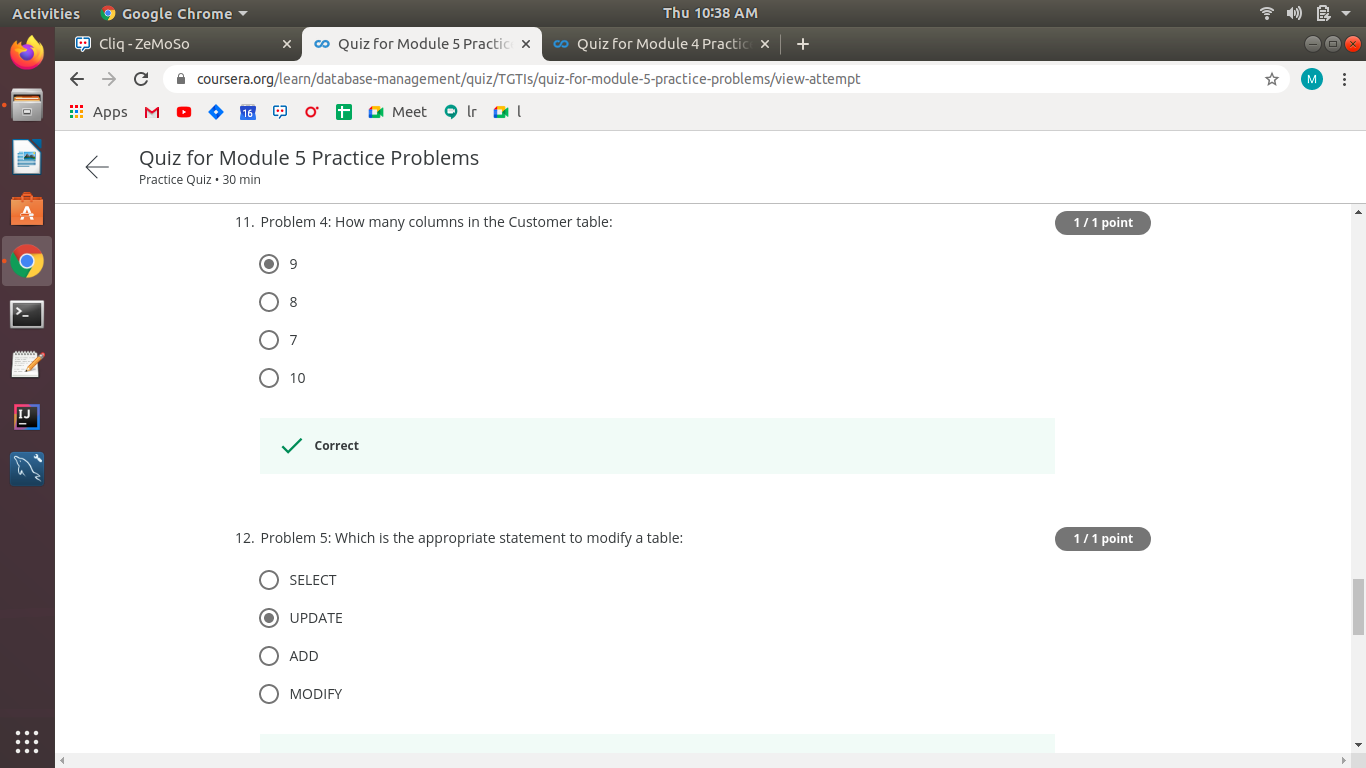 Activities Google Chrome Thu 10:38 AM
Cliq - ZeMoSo × Quiz for Module 5 Practic × Quiz for Module 4 Practic × +
coursera.org/learn/database-management/quiz/TGTIs/quiz-for-module-5-practice-problems/view-attempt M
Apps 16 Meet lr l
Quiz for Module 5 Practice Problems
Practice Quiz • 30 min
11. Problem 4: How many columns in the Customer table: 1 / 1 point
9
8
7
10
Correct
12. Problem 5: Which is the appropriate statement to modify a table: 1 / 1 point
SELECT
UPDATE
ADD
MODIFY